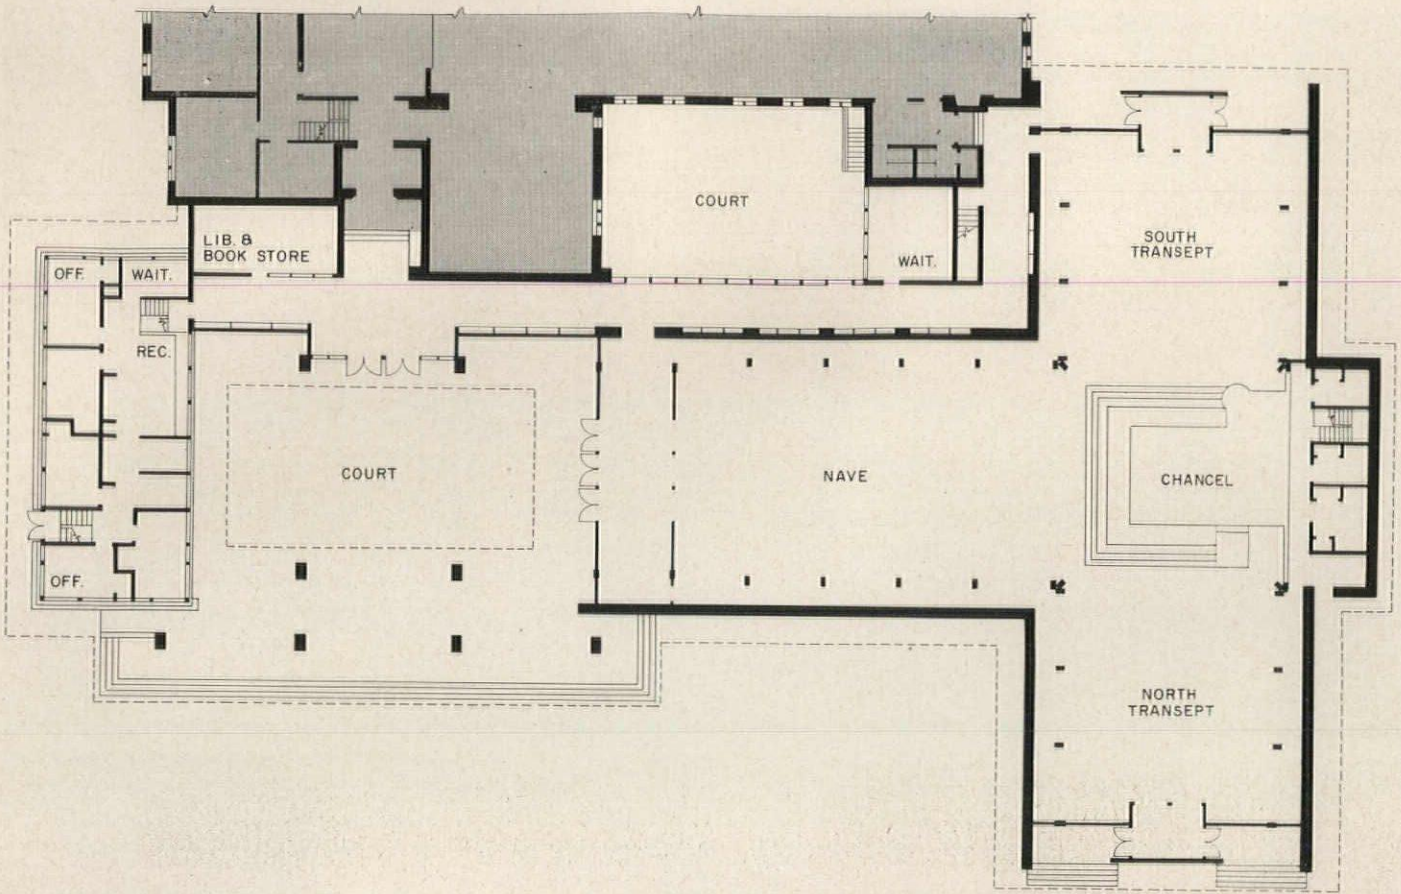 COURT
SOUTH
TRANSEPT
LIB. &
BOOK STORE
WAIT.
OFF.
WAIT.
REC.
COURT
NAVE
CHANCEL
OFF.
NORTH
TRANSEPT